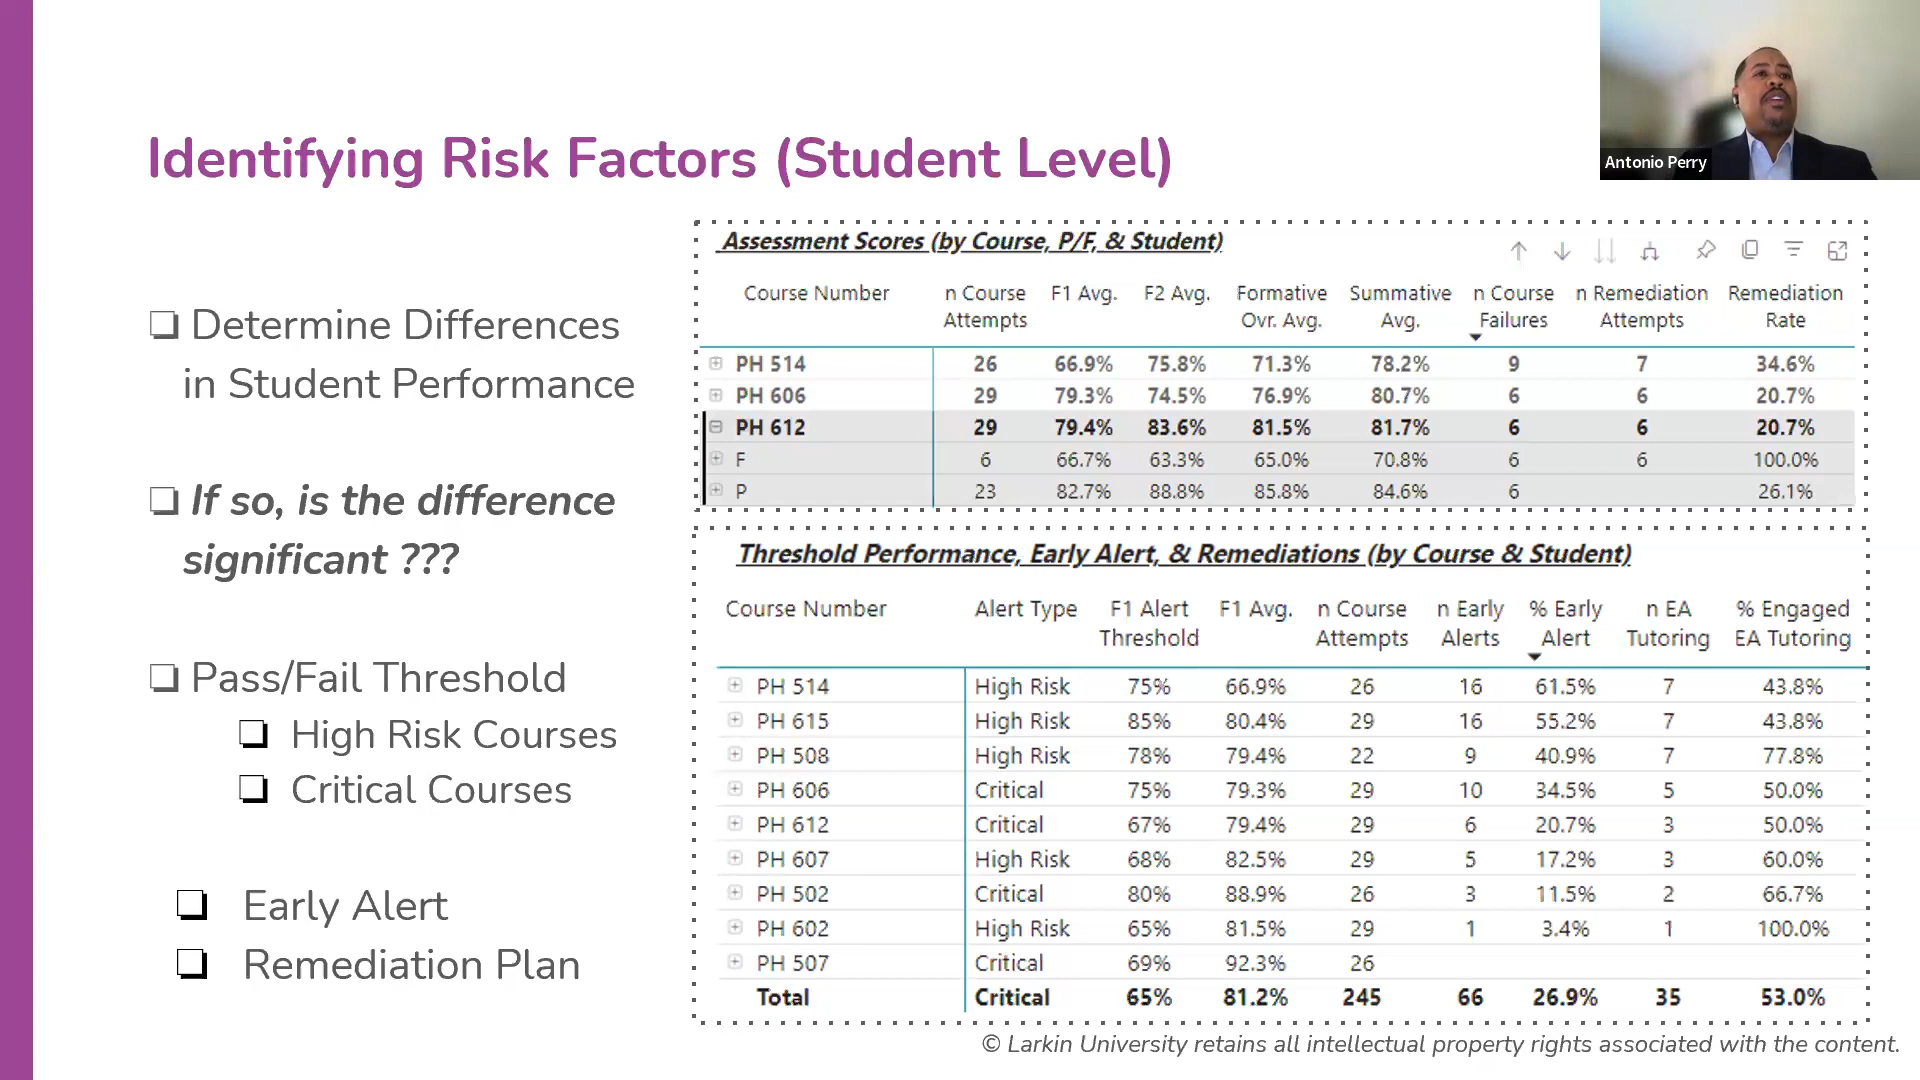 Identifying Risk Factors (Student Level)
Antonio Perry
Determine Differences
in Student Performance
If so, is the difference
significant ???
Pass/Fail Threshold
High Risk Courses
Critical Courses
Early Alert
Remediation Plan
Assessment Scores (by Course, P/F, & Student)
Course Number n Course Attempts F1 Avg. F2 Avg. Formative Ovr. Avg. Summative Avg. n Course Failures n Remediation Attempts Remediation Rate
PH 514 26 66.9% 75.8% 71.3% 78.2% 9 7 34.6%
PH 606 29 79.3% 74.5% 76.9% 80.7% 6 6 20.7%
PH 612 29 79.4% 83.6% 81.5% 81.7% 6 6 20.7%
F 6 66.7% 63.3% 65.0% 70.8% 6 6 100.0%
P 23 82.7% 88.8% 85.8% 84.6% 6 26.1%
Threshold Performance, Early Alert, & Remediations (by Course & Student)
Course Number Alert Type F1 Alert Threshold F1 Avg. n Course Attempts n Early Alerts % Early Alert n EA Tutoring % Engaged EA Tutoring
PH 514 High Risk 75% 66.9% 26 16 61.5% 7 43.8%
PH 615 High Risk 85% 80.4% 29 16 55.2% 7 43.8%
PH 508 High Risk 78% 79.4% 22 9 40.9% 7 77.8%
PH 606 Critical 75% 79.3% 29 10 34.5% 5 50.0%
PH 612 Critical 67% 79.4% 29 6 20.7% 3 50.0%
PH 607 High Risk 68% 82.5% 29 5 17.2% 3 60.0%
PH 502 Critical 80% 88.9% 26 3 11.5% 2 66.7%
PH 602 High Risk 65% 81.5% 29 1 3.4% 1 100.0%
PH 507 Critical 69% 92.3% 26
Total Critical 65% 81.2% 245 66 26.9% 35 53.0%
© Larkin University retains all intellectual property rights associated with the content.